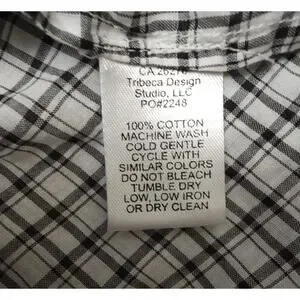 Tribeca Design
Studio, LLC
PO#2248
100% COTTON
MACHINE WASH
COLD GENTLE
CYCLE WITH
SIMILAR COLORS
DO NOT BLEACH
TUMBLE DRY
LOW, LOW IRON
OR DRY CLEAN